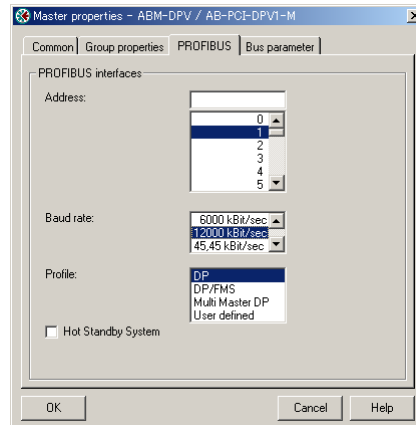 Master properties - ABM-DPV / AB-PCI-DPV1-M
Common Group properties PROFIBUS Bus parameter
PROFIBUS interfaces
Address:
0
1
2
3
4
5
Baud rate:
6000 kBit/sec
12000 kBit/sec
45,45 kBit/sec
Profile:
DP
DP/FMS
Multi Master DP
User defined
Hot Standby System
OK Cancel Help